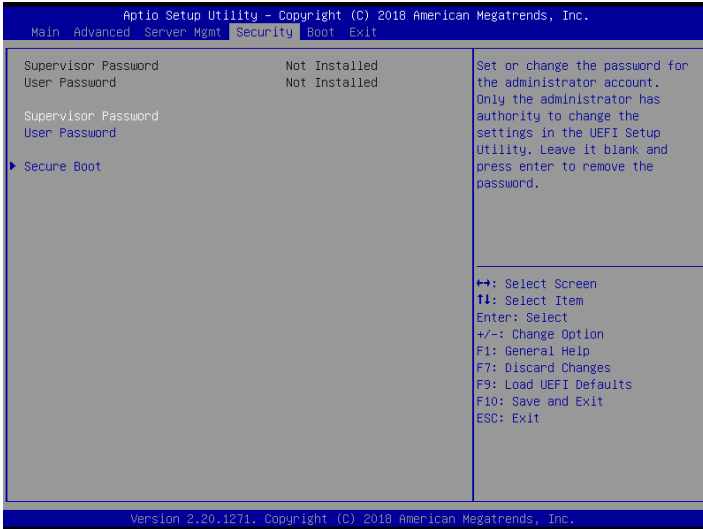 Aptio Setup Utility – Copyright (C) 2018 American Megatrends, Inc.
Main Advanced Server Mgmt Security Boot Exit
Supervisor Password Not Installed
User Password Not Installed
Supervisor Password
User Password
▶ Secure Boot
Set or change the password for
the administrator account.
Only the administrator has
authority to change the
settings in the UEFI Setup
Utility. Leave it blank and
press enter to remove the
password.
↔: Select Screen
↑↓: Select Item
Enter: Select
+/-: Change Option
F1: General Help
F7: Discard Changes
F9: Load UEFI Defaults
F10: Save and Exit
ESC: Exit
Version 2.20.1271. Copyright (C) 2018 American Megatrends, Inc.